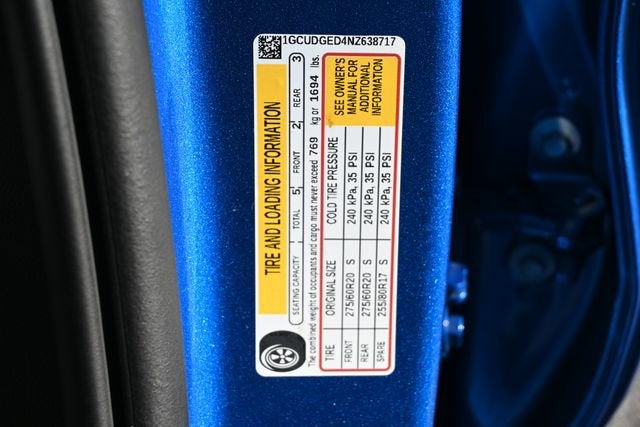 1GCUDGED4NZ638717
TIRE AND LOADING INFORMATION
SEATING CAPACITY TOTAL 5 FRONT 2 REAR 3
The combined weight of occupants and cargo must never exceed 769 kg or 1694 lbs.
TIRE ORIGINAL SIZE COLD TIRE PRESSURE
FRONT 275/60R20 S 240 kPa, 35 PSI
REAR 275/60R20 S 240 kPa, 35 PSI
SPARE 255/80R17 S 240 kPa, 35 PSI
SEE OWNER'S
MANUAL FOR
ADDITIONAL
INFORMATION